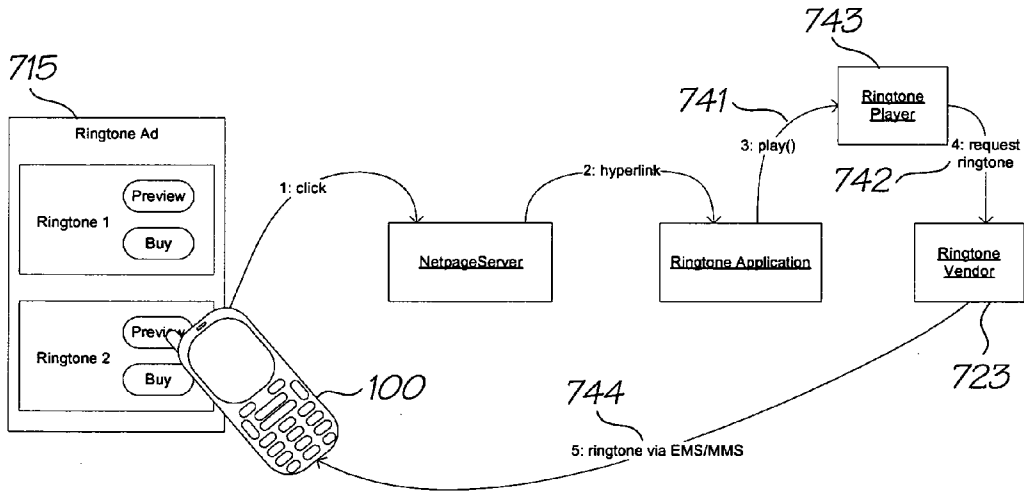 715
Ringtone Ad
Ringtone 1
Preview
Buy
Ringtone 2
Preview
Buy
100
1: click
NetpageServer
2: hyperlink
Ringtone Application
741
3: play()
743
Ringtone
Player
4: request
ringtone
742
Ringtone
Vendor
723
744
5: ringtone via EMS/MMS